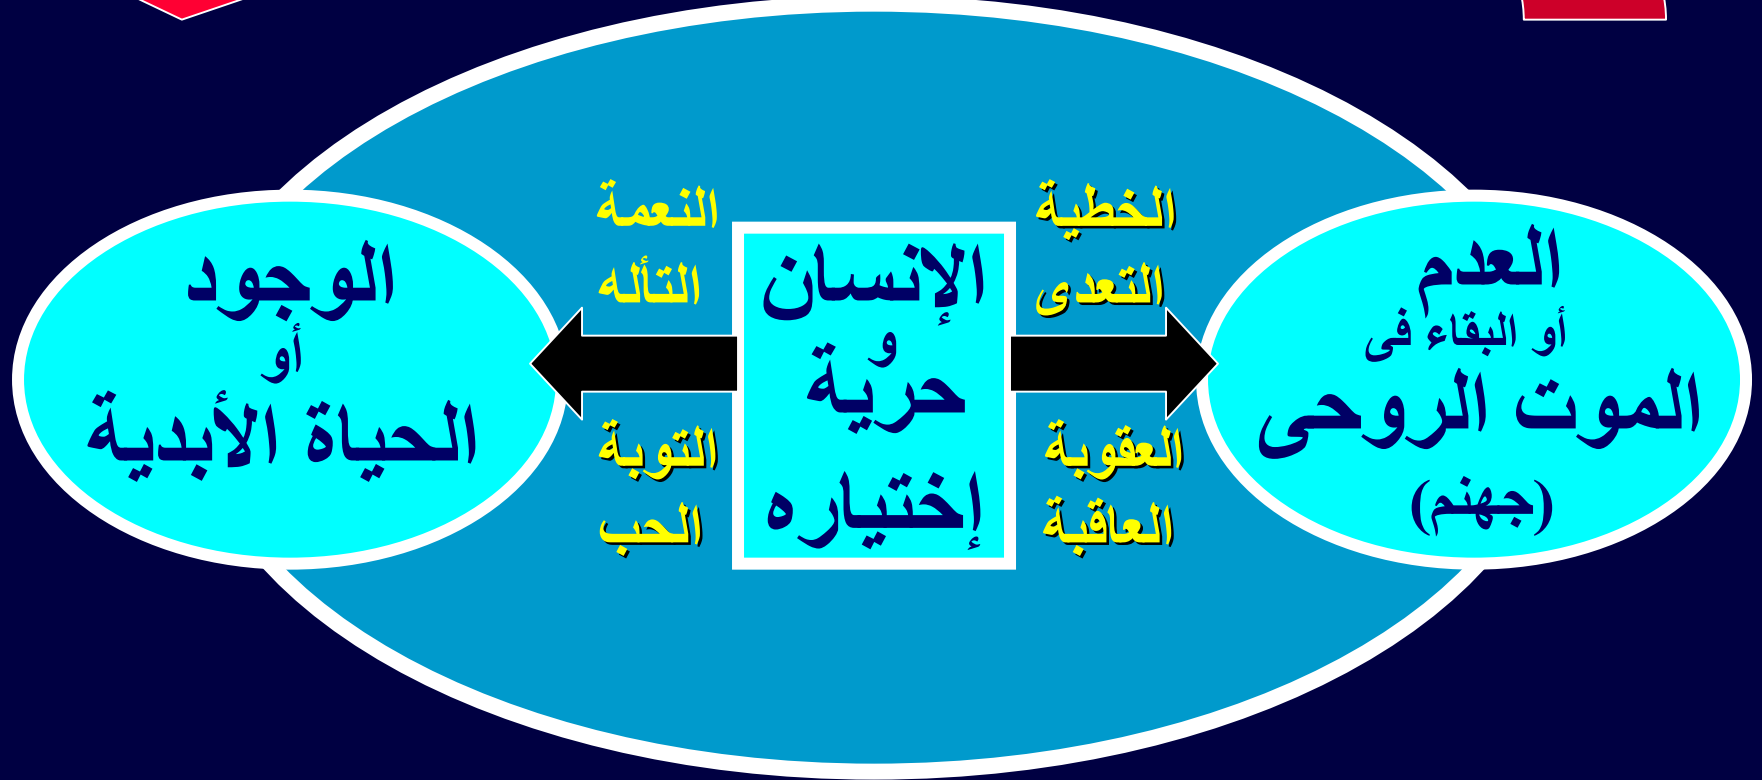 العدم
أو البقاء فى
الموت الروحى
(جهنم)
الخطية
التعدى
العقوبة
العاقبة
الإنسان
و
حرية
إختياره
النعمة
التأله
التوبة
الحب
الوجود
أو
الحياة الأبدية